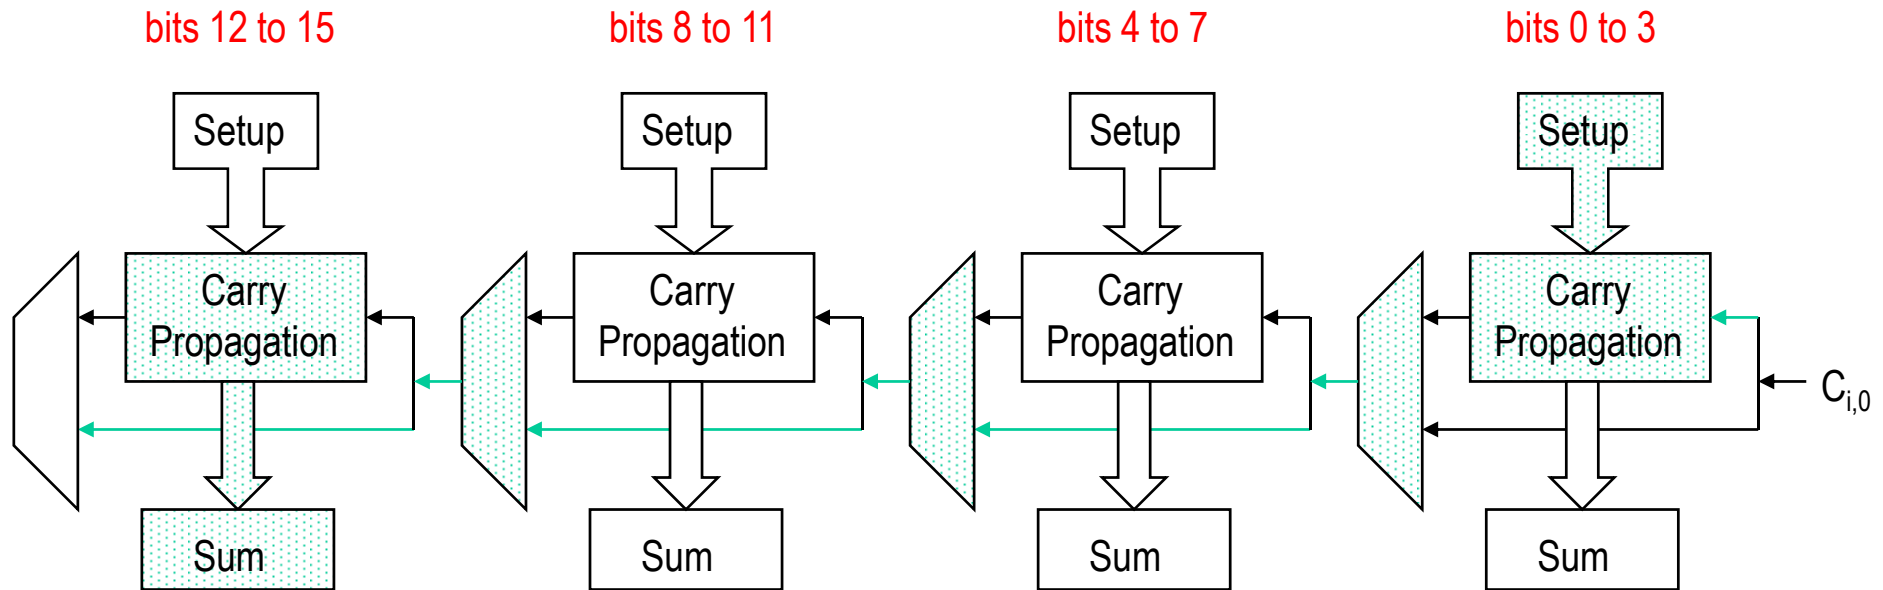 bits 12 to 15
bits 8 to 11
bits 4 to 7
bits 0 to 3
Setup
Setup
Setup
Setup
Carry
Propagation
Carry
Propagation
Carry
Propagation
Carry
Propagation
C_{i,0}
Sum
Sum
Sum
Sum